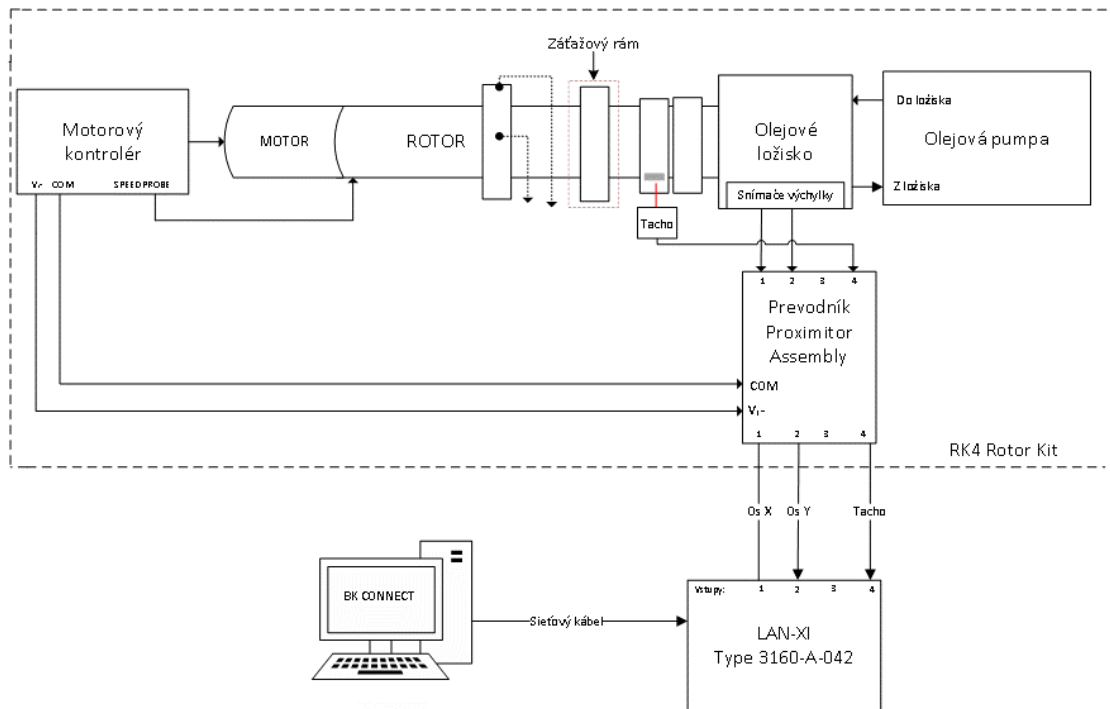 Záťažový rám
Motorový
kontrolér
Vᵣ- COM SPEED PROBE
MOTOR
ROTOR
Tacho
Olejové
ložisko
Snímače výchylky
Do ložiska
Olejová pumpa
Z ložiska
1 2 3 4
Prevodník
Proximitor
Assembly
COM
Vᵣ-
1 2 3 4
RK4 Rotor Kit
Os X Os Y Tacho
BK CONNECT
Sieťový kábel
Vstupy: 1 2 3 4
LAN-XI
Type 3160-A-042